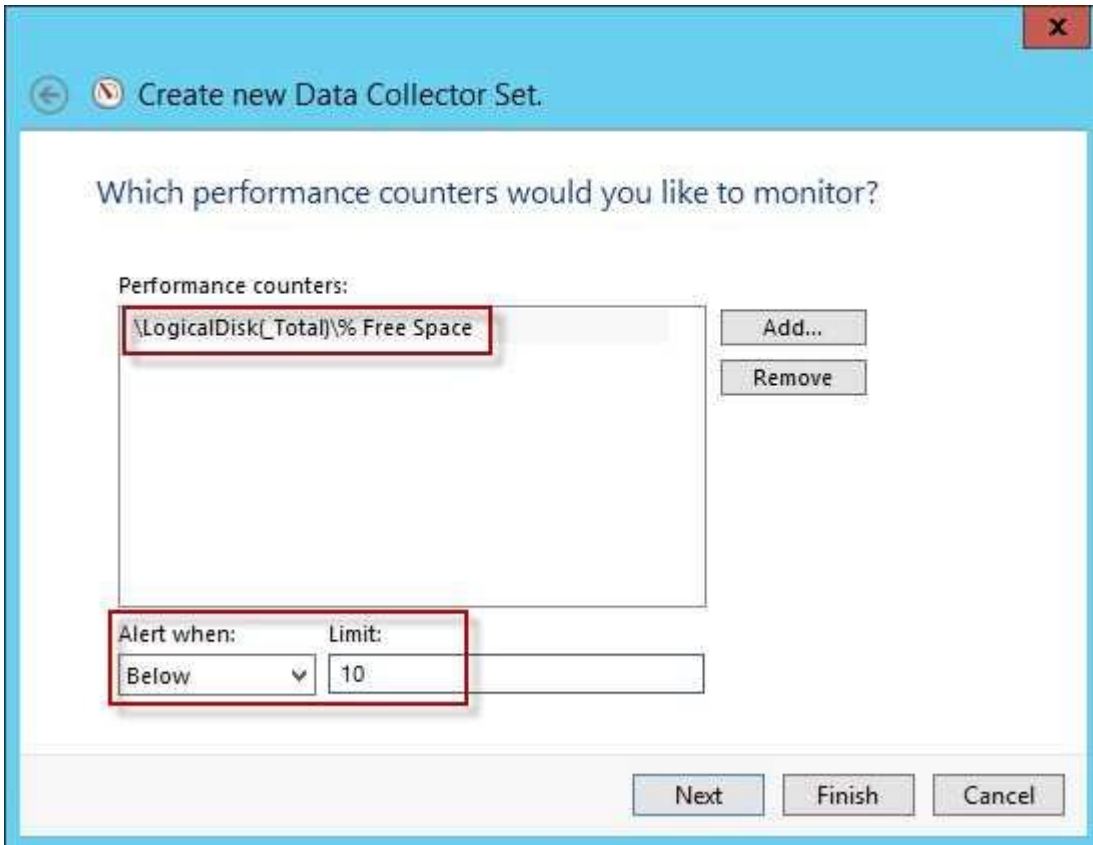 x
Create new Data Collector Set.
Which performance counters would you like to monitor?
Performance counters:
\LogicalDisk(_Total)\% Free Space
Add...
Remove
Alert when: Limit:
Below 10
Next Finish Cancel